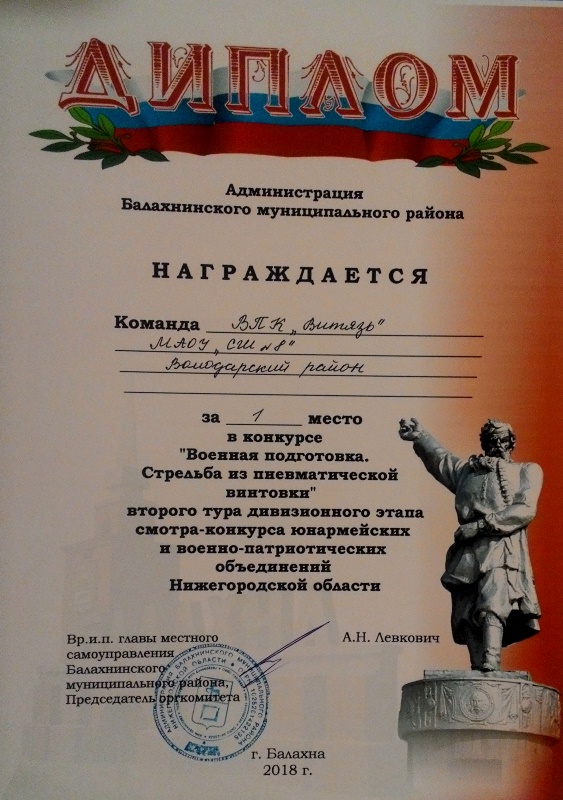 ДИПЛОМ
Администрация
Балахнинского муниципального района
НАГРАЖДАЕТСЯ
Команда ВПК „Витязь"
МАОУ „СШ №8"
Володарский район
за 1 место
в конкурсе
"Военная подготовка.
Стрельба из пневматической
винтовки"
второго тура дивизионного этапа
смотра-конкурса юнармейских
и военно-патриотических
объединений
Нижегородской области
Вр.и.п. главы местного
самоуправления
Балахнинского
муниципального района,
Председатель оргкомитета
А.Н. Левкович
г. Балахна
2018 г.